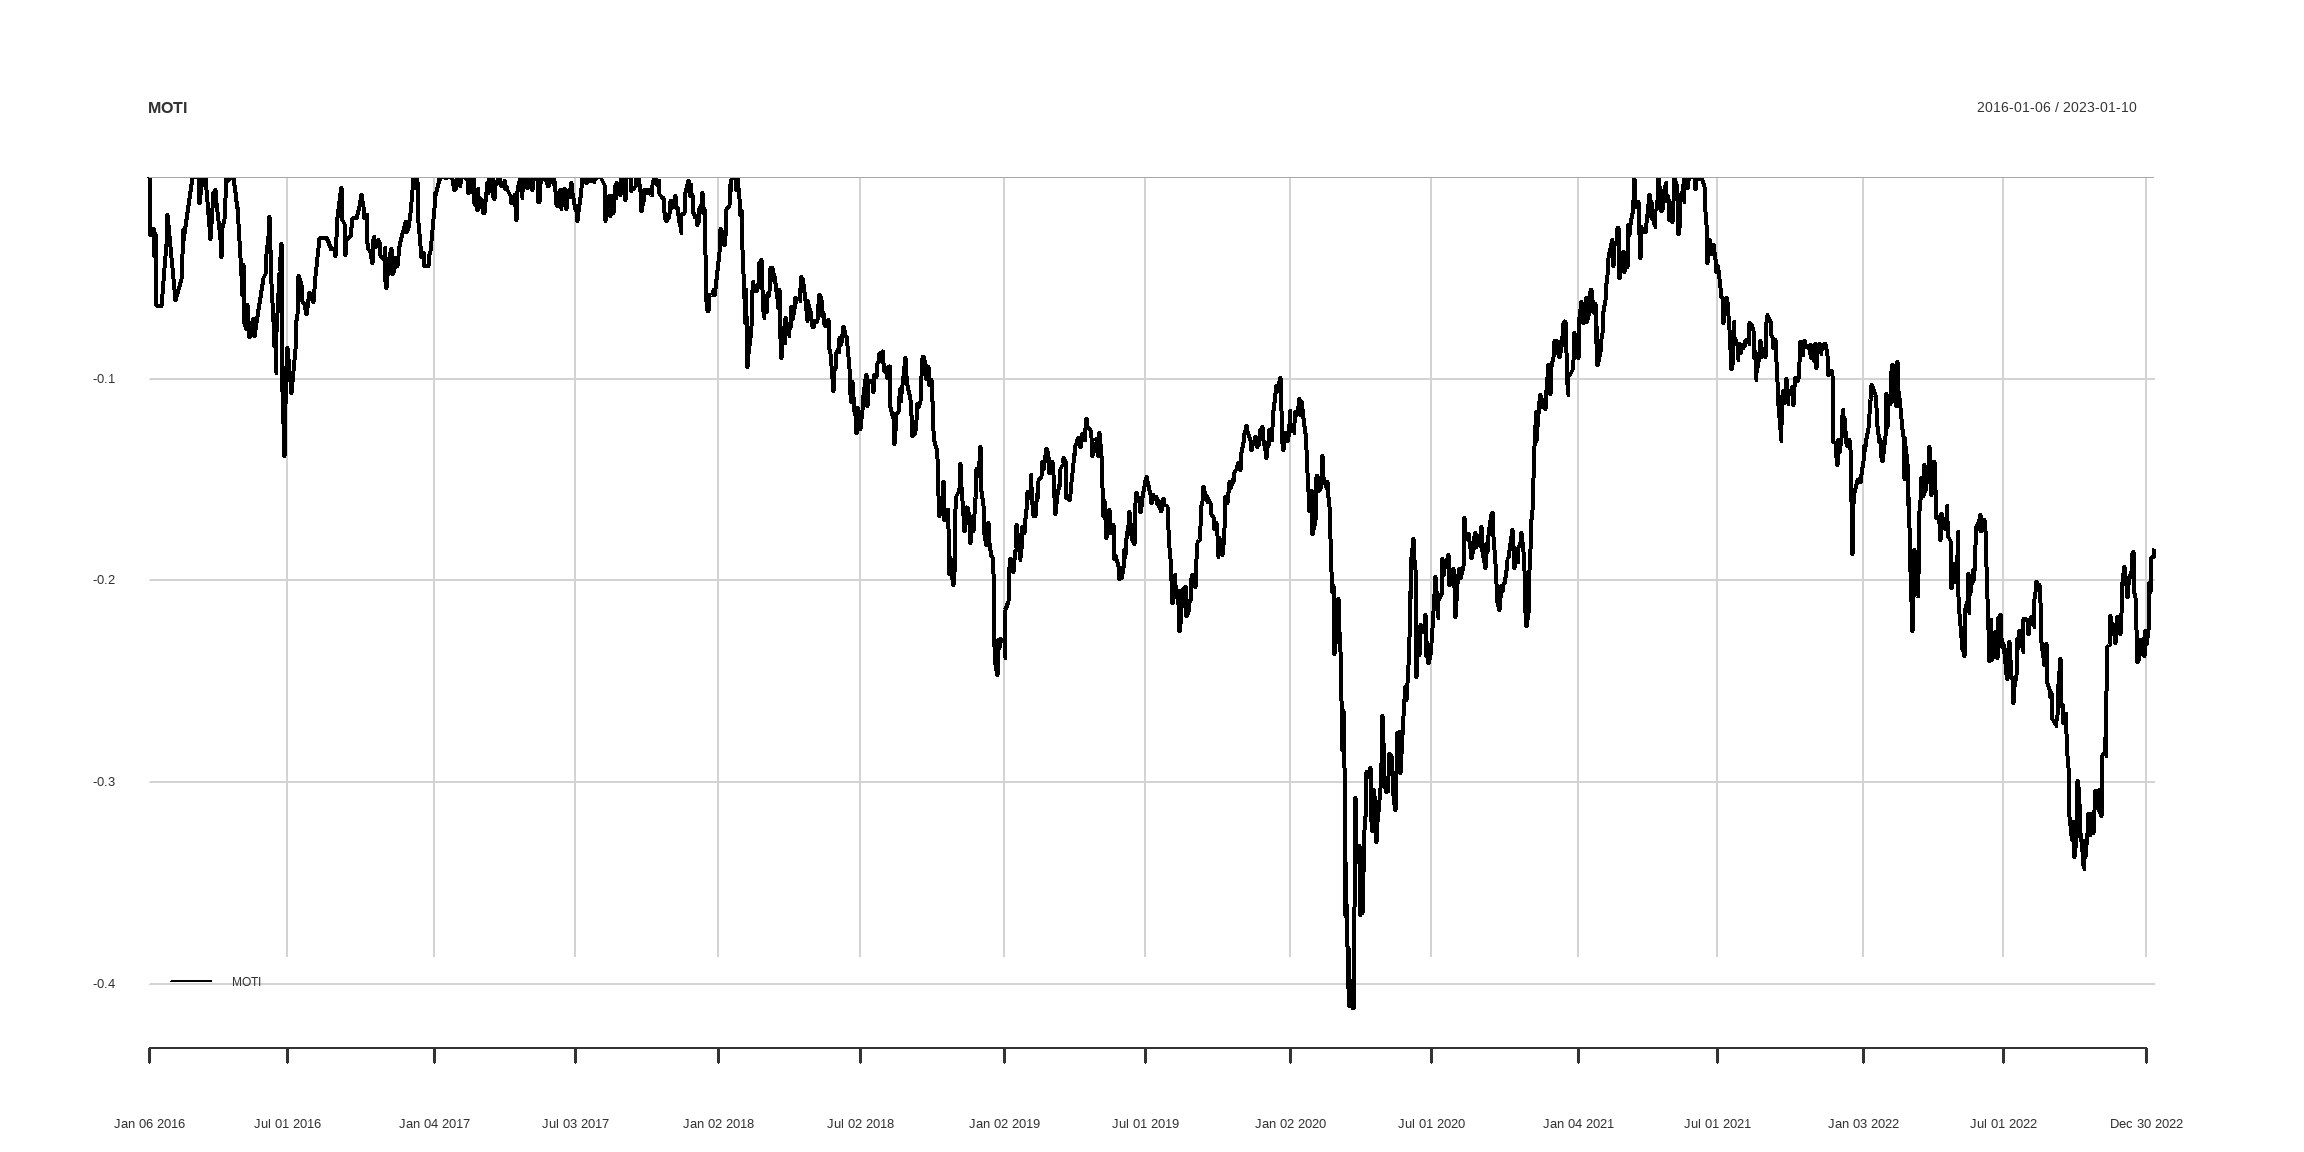 MOTI
2016-01-06 / 2023-01-10
-0.1
-0.2
-0.3
-0.4
MOTI
Jan 06 2016
Jul 01 2016
Jan 04 2017
Jul 03 2017
Jan 02 2018
Jul 02 2018
Jan 02 2019
Jul 01 2019
Jan 02 2020
Jul 01 2020
Jan 04 2021
Jul 01 2021
Jan 03 2022
Jul 01 2022
Dec 30 2022